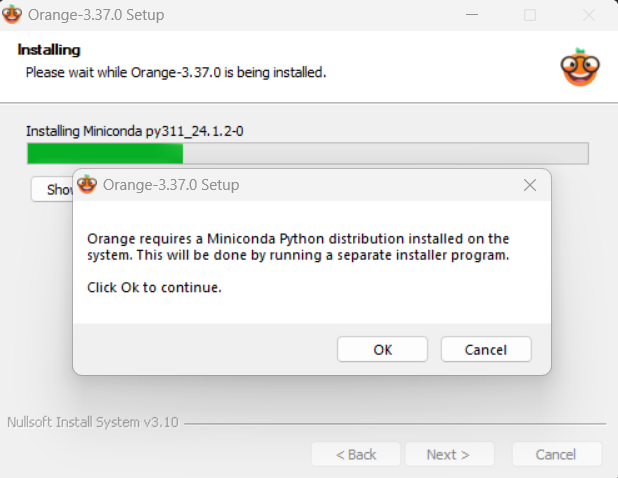 Orange-3.37.0 Setup
Installing
Please wait while Orange-3.37.0 is being installed.
Installing Miniconda py311_24.1.2-0
Orange-3.37.0 Setup
Orange requires a Miniconda Python distribution installed on the
system. This will be done by running a separate installer program.
Click Ok to continue.
OK Cancel
Nullsoft Install System v3.10
< Back Next > Cancel